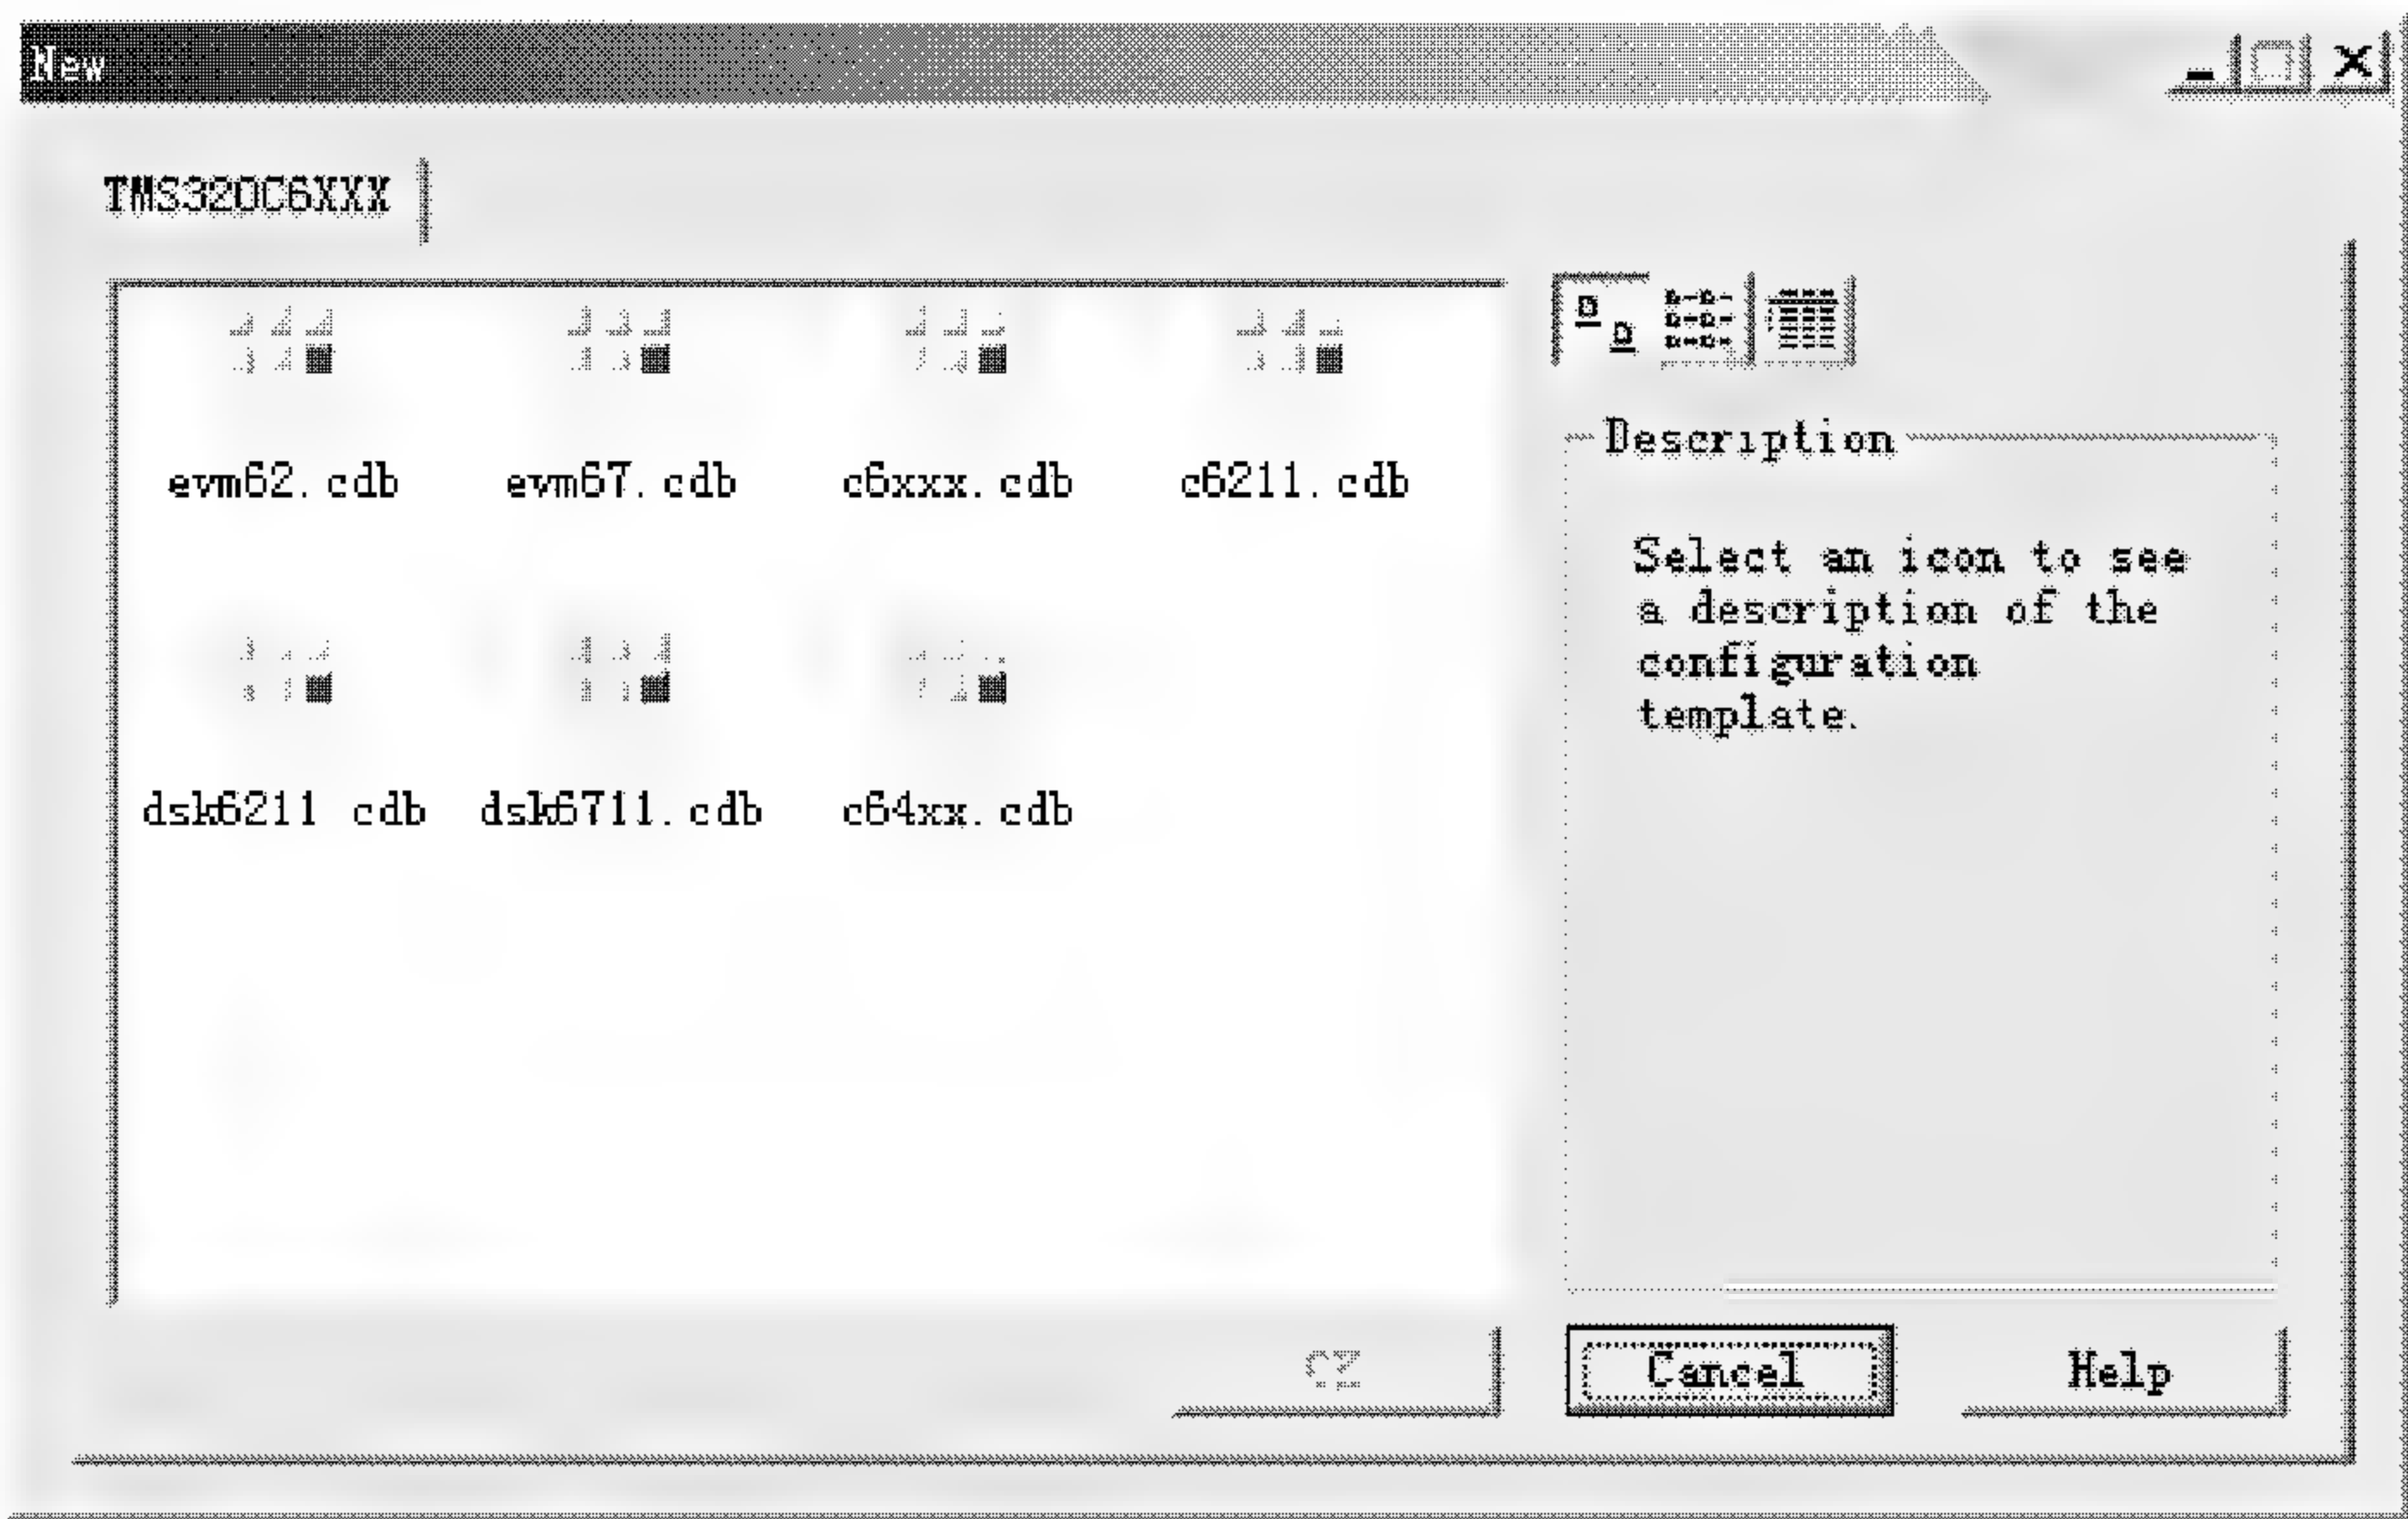 New
TMS320C6XXX
evm62.cdb evm67.cdb c6xxx.cdb c6211.cdb
dsk6211 cdb dsk6711.cdb c64xx.cdb
Description
Select an icon to see
a description of the
configuration
template.
Cancel Help